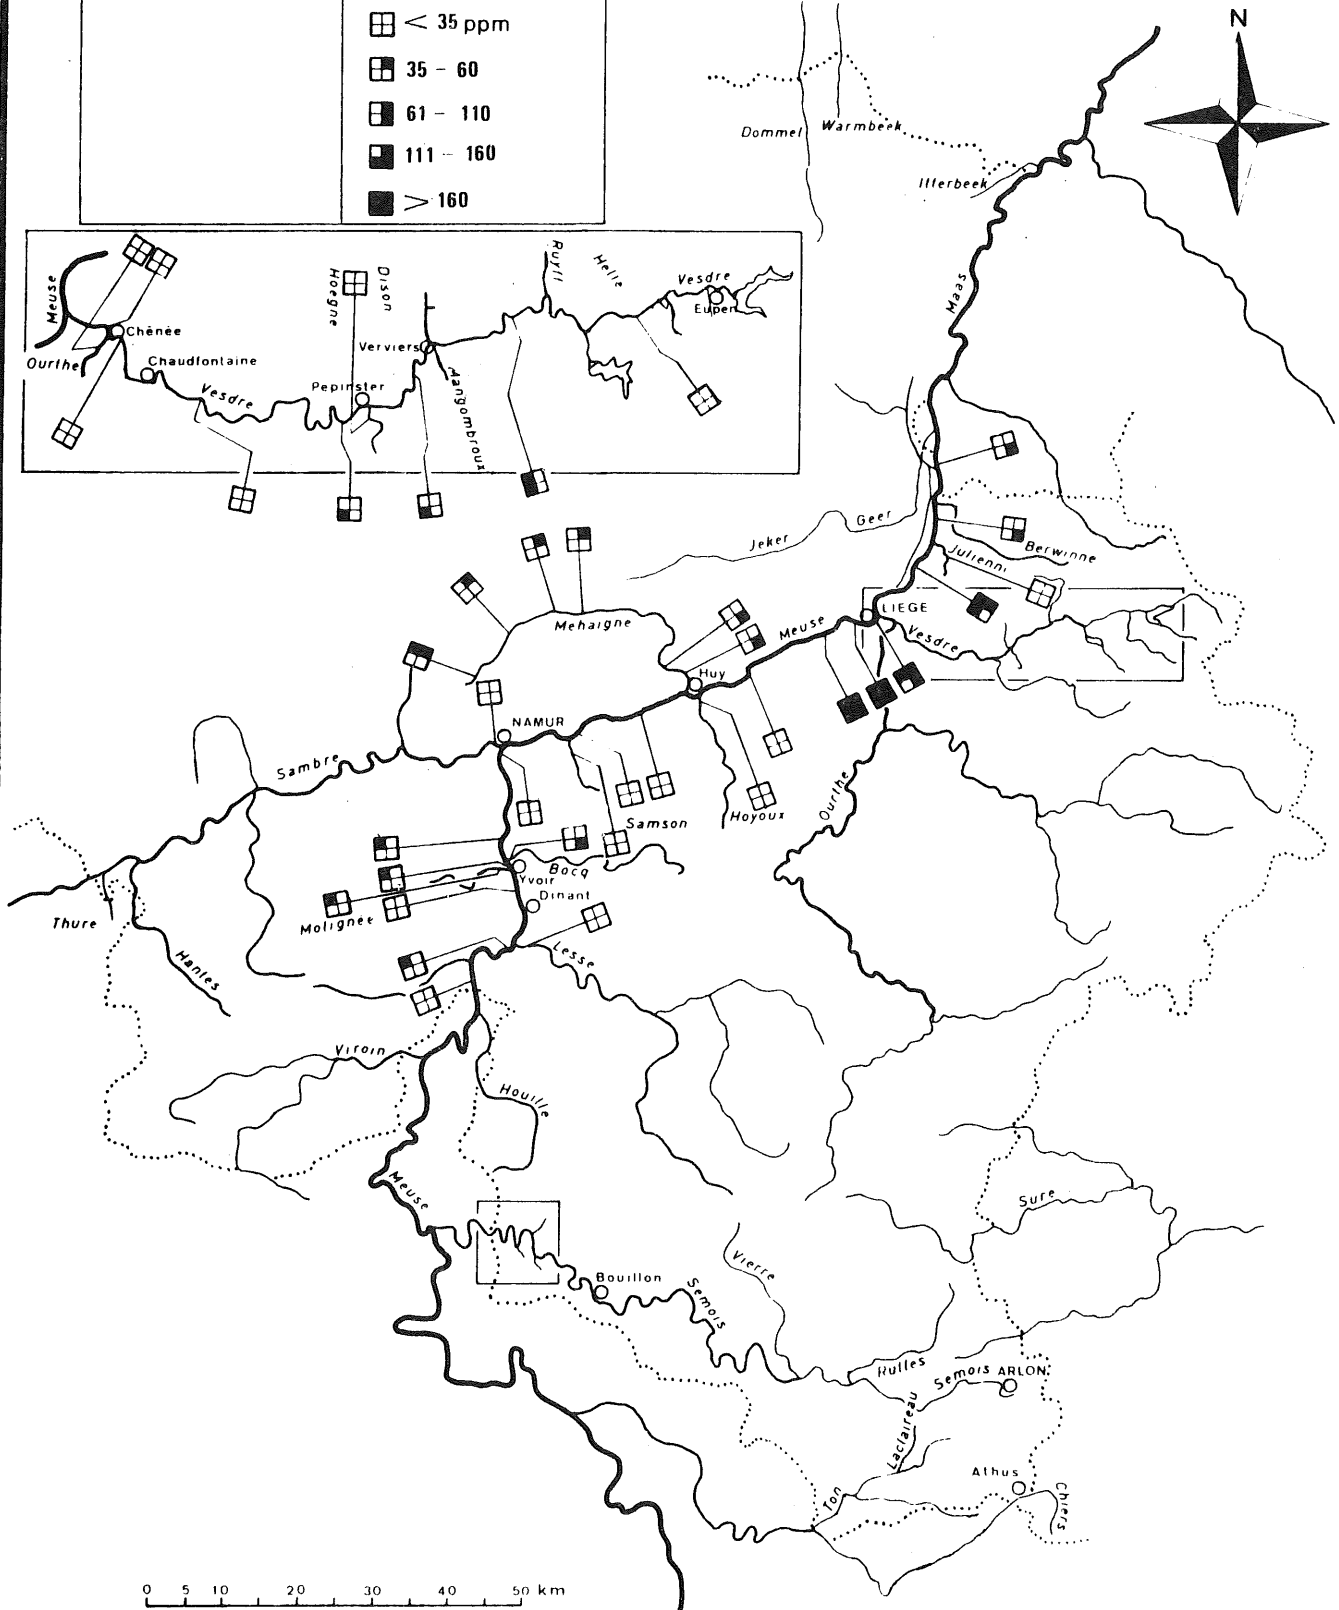 < 35 ppm
35 - 60
61 - 110
111 - 160
> 160
N
Dommel
Warmbeek
Itterbeek
Maas
Meuse
Ourthe
Chênée
Chaudfontaine
Vesdre
Hoegne
Dison
Pepinster
Verviers
Mangombroux
Ruyff
Helle
Vesdre
Eupen
Jeker
Geer
Berwinne
Julienni
LIEGE
Vesdre
Mehaigne
Meuse
Huy
NAMUR
Sambre
Samson
Hoyoux
Ourthe
Bocq
Yvoir
Dinant
Molignée
Thure
Hantes
Lesse
Viroin
Houille
Meuse
Sure
Vierre
Bouillon
Semois
Rulles
Semois
ARLON
Laclaireau
Athus
Ton
Chiers
0 5 10 20 30 40 50 km